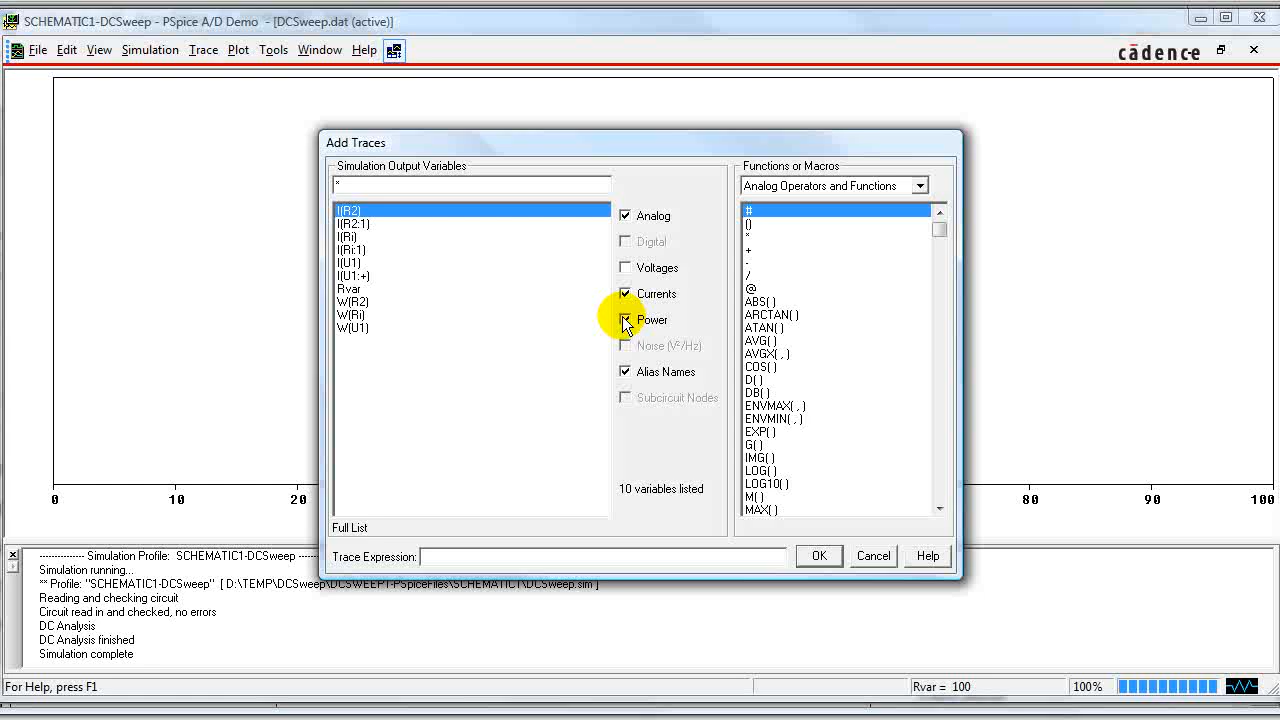 SCHEMATIC1-DCSweep - PSpice A/D Demo - [DCSweep.dat (active)]
File Edit View Simulation Trace Plot Tools Window Help
cādence
Add Traces
Simulation Output Variables
*
I(R2)
I(R2:1)
I(Ri)
I(Ri:1)
I(U1)
I(U1:+)
Rvar
W(R2)
W(Ri)
W(U1)
Full List
Analog
Digital
Voltages
Currents
Power
Noise (V²/Hz)
Alias Names
Subcircuit Nodes
10 variables listed
Functions or Macros
Analog Operators and Functions
#
()
*
+
-
/
@
ABS( )
ARCTAN( )
ATAN( )
AVG( )
AVGX( , )
COS( )
D( )
DB( )
ENVMAX( , )
ENVMIN( , )
EXP( )
G( )
IMG( )
LOG( )
LOG10( )
M( )
MAX( )
Trace Expression:
OK Cancel Help
0 10 20 80 90 100
-------------- Simulation Profile: SCHEMATIC1-DCSweep ---
Simulation running...
** Profile: "SCHEMATIC1-DCSweep" [ D:\TEMP\DCSweep\DCSWEEP1-PSpiceFiles\SCHEMATIC1\DCSweep.sim ]
Reading and checking circuit
Circuit read in and checked, no errors
DC Analysis
DC Analysis finished
Simulation complete
For Help, press F1
Rvar = 100
100%